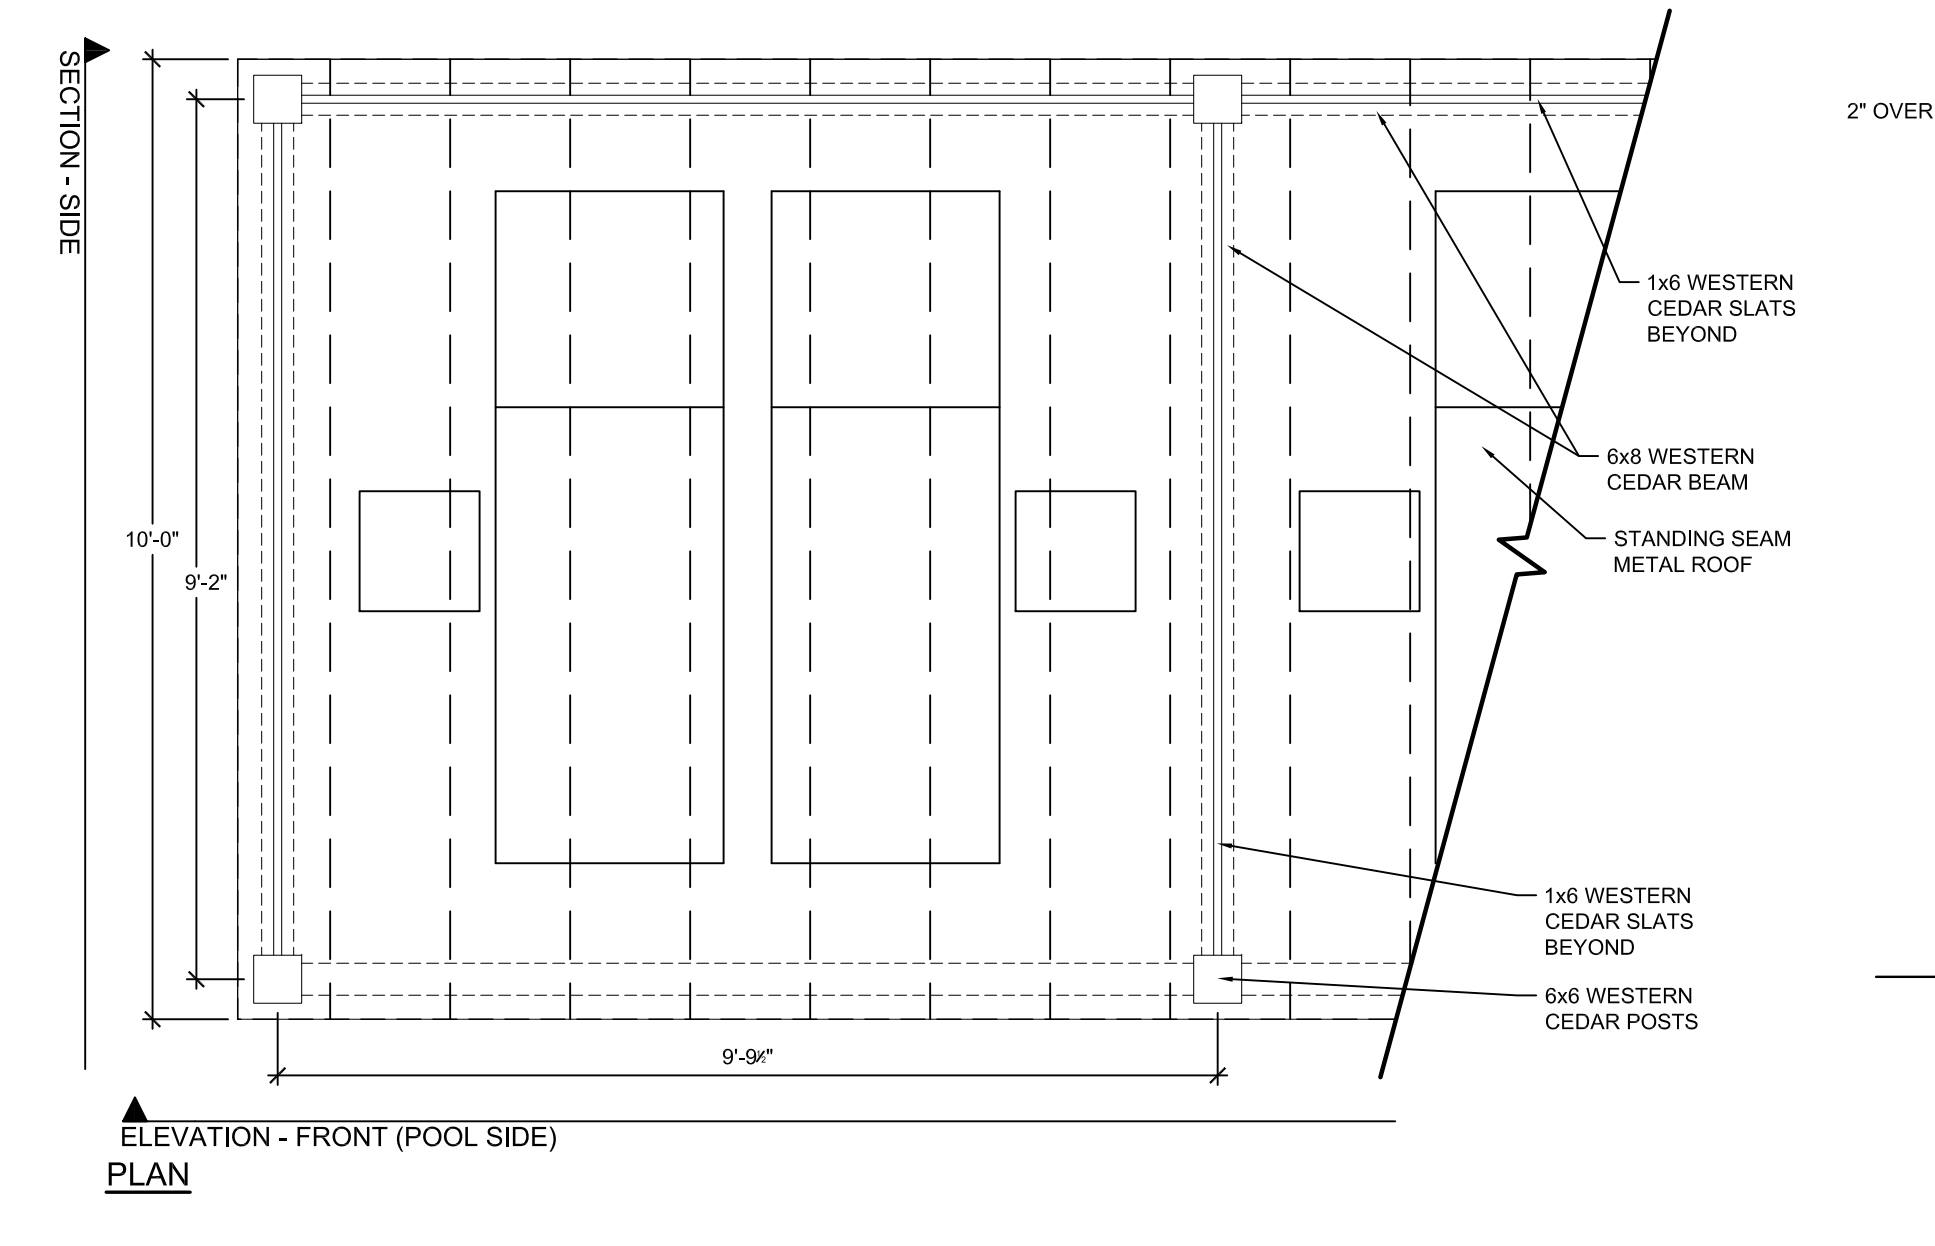 SECTION - SIDE
2" OVER
1x6 WESTERN
CEDAR SLATS
BEYOND
6x8 WESTERN
CEDAR BEAM
10'-0"
STANDING SEAM
METAL ROOF
9'-2"
1x6 WESTERN
CEDAR SLATS
BEYOND
6x6 WESTERN
CEDAR POSTS
9'-9½"
ELEVATION - FRONT (POOL SIDE)
PLAN